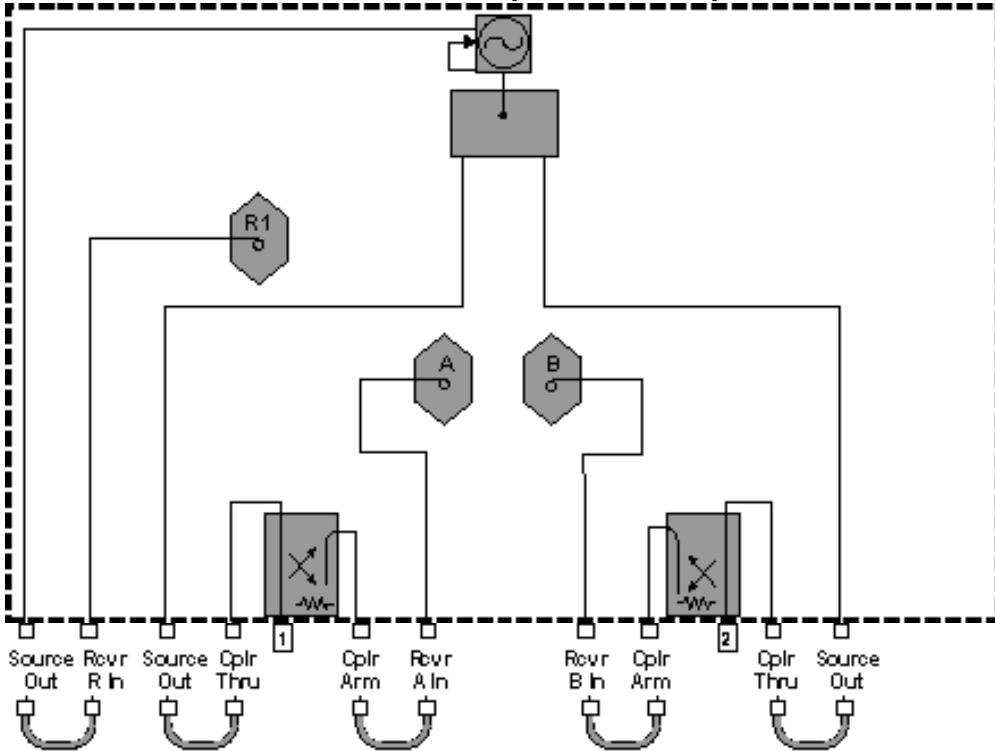 R1
A
B
1
2
Source Out
Rcvr R In
Source Out
Cplr Thru
Cplr Arm
Rcvr A In
Rcvr B In
Cplr Arm
Cplr Thru
Source Out